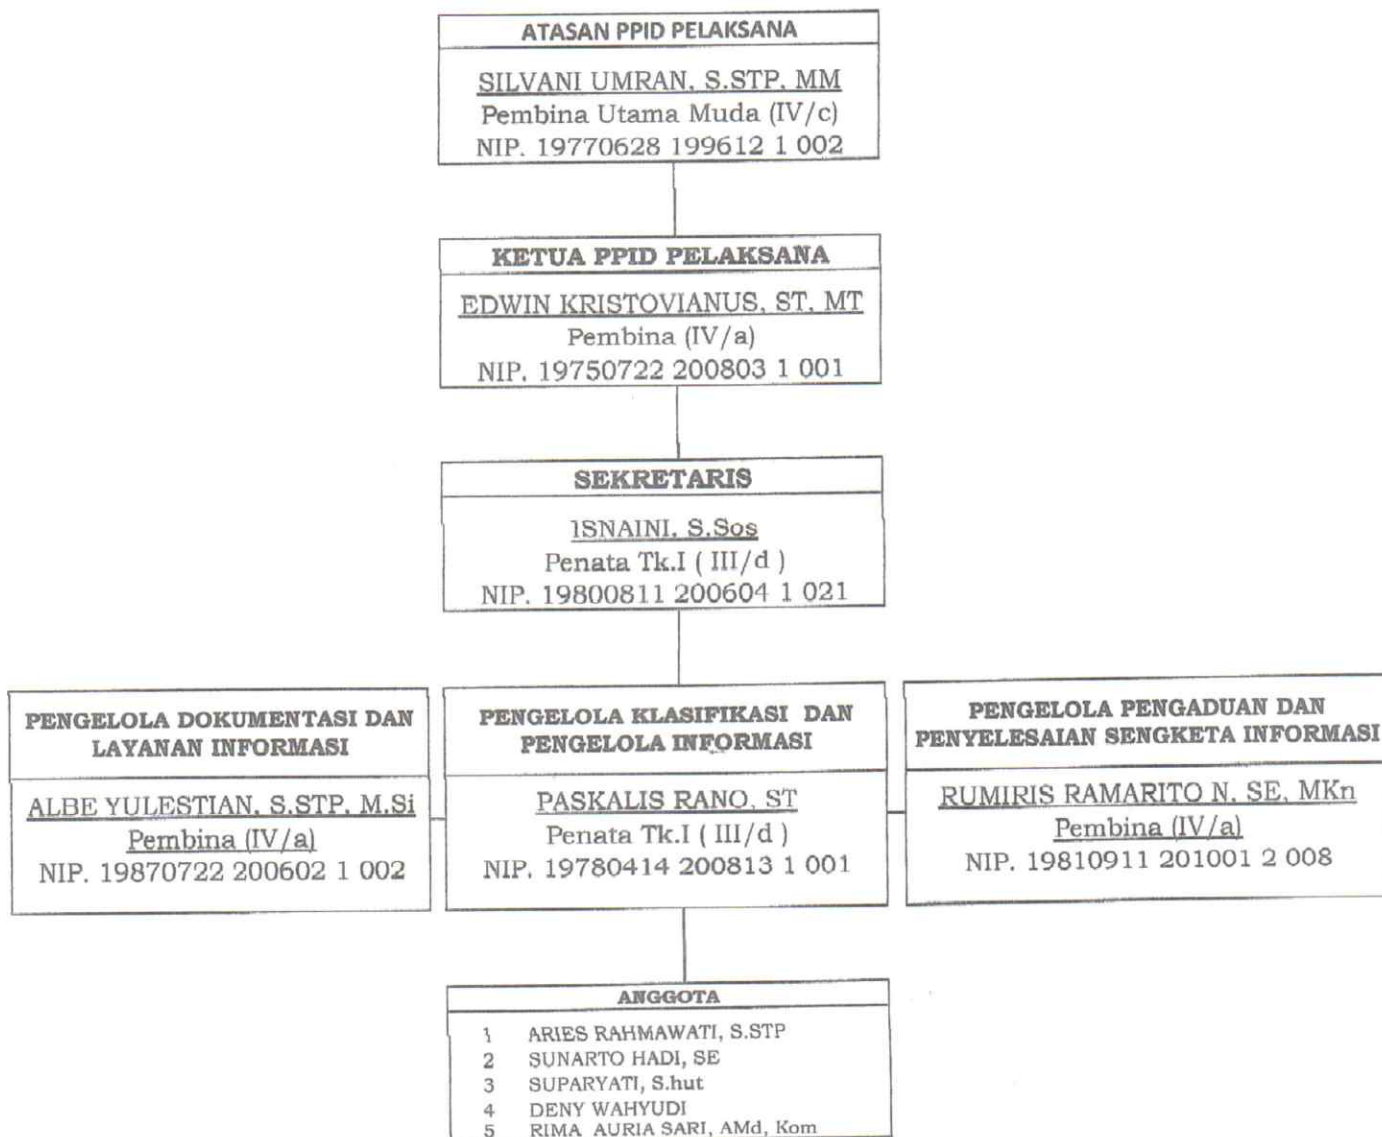 ATASAN PPID PELAKSANA
SILVANI UMRAN, S.STP, MM
Pembina Utama Muda (IV/c)
NIP. 19770628 199612 1 002
KETUA PPID PELAKSANA
EDWIN KRISTOVIANUS, ST, MT
Pembina (IV/a)
NIP. 19750722 200803 1 001
SEKRETARIS
ISNAINI, S.Sos
Penata Tk.I ( III/d )
NIP. 19800811 200604 1 021
PENGELOLA DOKUMENTASI DAN
LAYANAN INFORMASI
ALBE YULESTIAN, S.STP, M.Si
Pembina (IV/a)
NIP. 19870722 200602 1 002
PENGELOLA KLASIFIKASI DAN
PENGELOLA INFORMASI
PASKALIS RANO, ST
Penata Tk.I ( III/d )
NIP. 19780414 200813 1 001
PENGELOLA PENGADUAN DAN
PENYELESAIAN SENGKETA INFORMASI
RUMIRIS RAMARITO N, SE, MKn
Pembina (IV/a)
NIP. 19810911 201001 2 008
ANGGOTA
1 ARIES RAHMAWATI, S.STP
2 SUNARTO HADI, SE
3 SUPARYATI, S.hut
4 DENY WAHYUDI
5 RIMA AURIA SARI, AMd, Kom